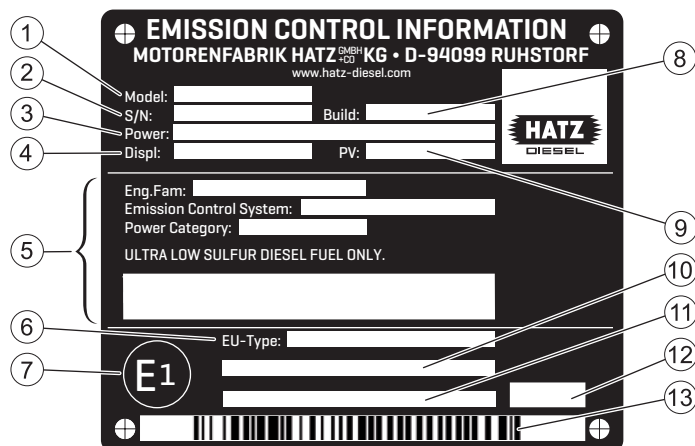 EMISSION CONTROL INFORMATION
MOTORENFABRIK HATZ GMBH +CO KG • D-94099 RUHSTORF
www.hatz-diesel.com
Model:
S/N: Build:
Power:
Displ: PV:
HATZ
DIESEL
Eng.Fam:
Emission Control System:
Power Category:
ULTRA LOW SULFUR DIESEL FUEL ONLY.
EU-Type:
E1
1
2
3
4
5
6
7
8
9
10
11
12
13